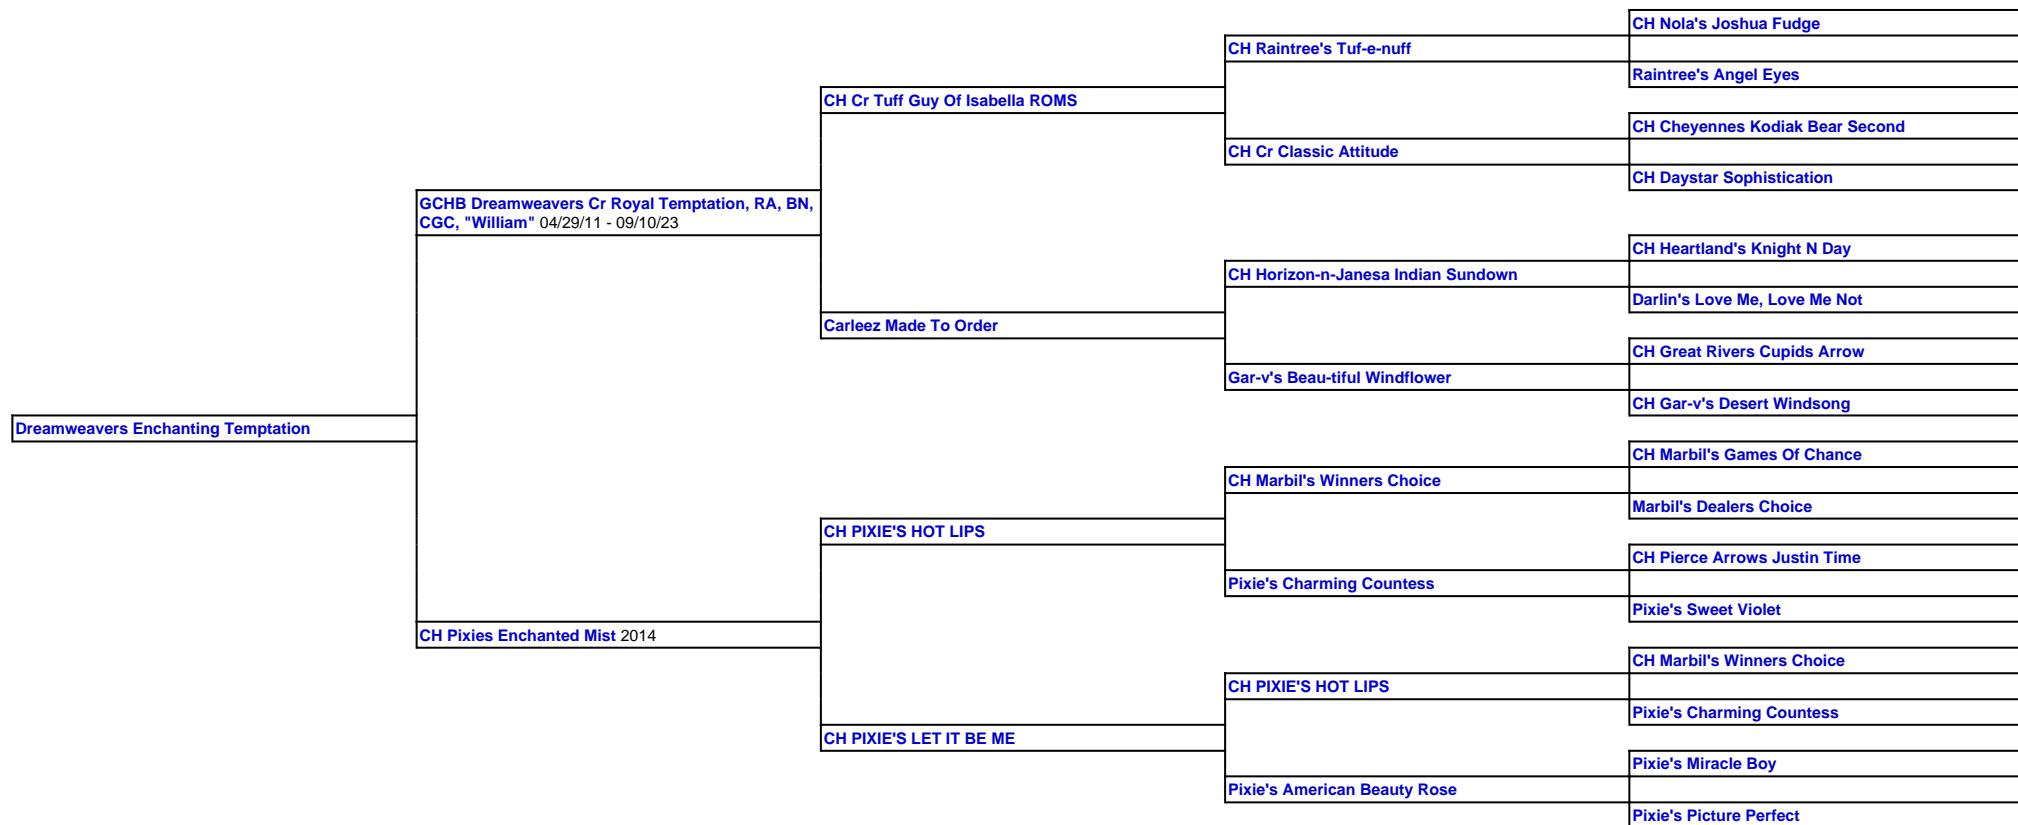 CH Nola's Joshua Fudge
CH Raintree's Tuf-e-nuff
Raintree's Angel Eyes
CH Cr Tuff Guy Of Isabella ROMS
CH Cheyennes Kodiak Bear Second
CH Cr Classic Attitude
CH Daystar Sophistication
GCHB Dreamweavers Cr Royal Temptation, RA, BN,
CGC, "William" 04/29/11 - 09/10/23
CH Heartland's Knight N Day
CH Horizon-n-Janesa Indian Sundown
Darlin's Love Me, Love Me Not
Carleez Made To Order
CH Great Rivers Cupids Arrow
Gar-v's Beau-tiful Windflower
CH Gar-v's Desert Windsong
Dreamweavers Enchanting Temptation
CH Marbil's Games Of Chance
CH Marbil's Winners Choice
Marbil's Dealers Choice
CH PIXIE'S HOT LIPS
CH Pierce Arrows Justin Time
Pixie's Charming Countess
Pixie's Sweet Violet
CH Pixies Enchanted Mist 2014
CH Marbil's Winners Choice
CH PIXIE'S HOT LIPS
Pixie's Charming Countess
CH PIXIE'S LET IT BE ME
Pixie's Miracle Boy
Pixie's American Beauty Rose
Pixie's Picture Perfect